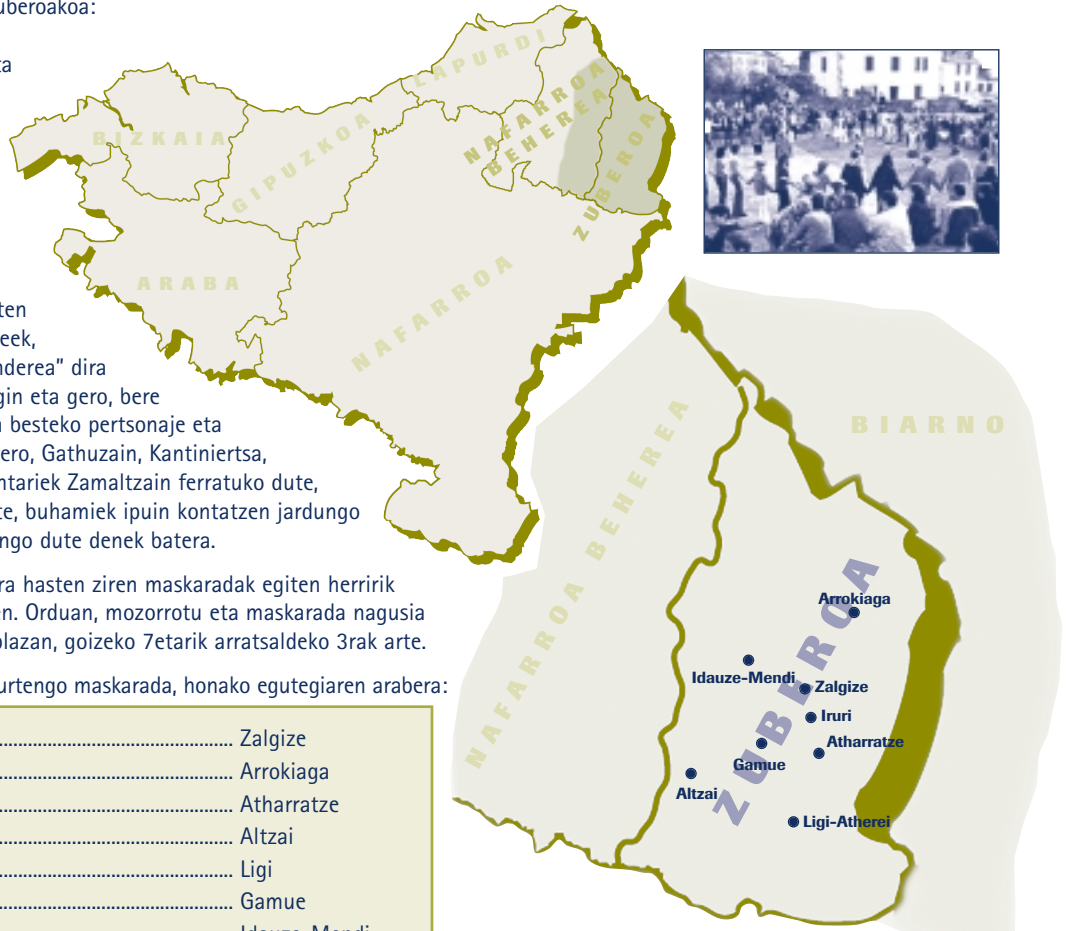 uberoakoa:
ta
ten
eek,
nderea” dira
gin eta gero, bere
n besteko pertsonaje eta
ero, Gathuzain, Kantiniertsa,
ntariek Zamaltzain ferratuko dute,
te, buhamiek ipuin kontatzen jardungo
ngo dute denek batera.
ra hasten ziren maskaradak egiten herririk
en. Orduan, mozorrotu eta maskarada nagusia
plazan, goizeko 7etarik arratsaldeko 3rak arte.
urtengo maskarada, honako egutegiaren arabera:
Zalgize
Arrokiaga
Atharratze
Altzai
Ligi
Gamue
Idauze-Mendi
BIZKAIA
GIPUZKOA
LAPURDI
NAFARROA
BEHEREA
ZUBEROA
ARABA
NAFARROA
NAFARROA BEHEREA
BIARNO
ZUBEROA
Arrokiaga
Idauze-Mendi
Zalgize
Iruri
Atharratze
Gamue
Altzai
Ligi-Atherei